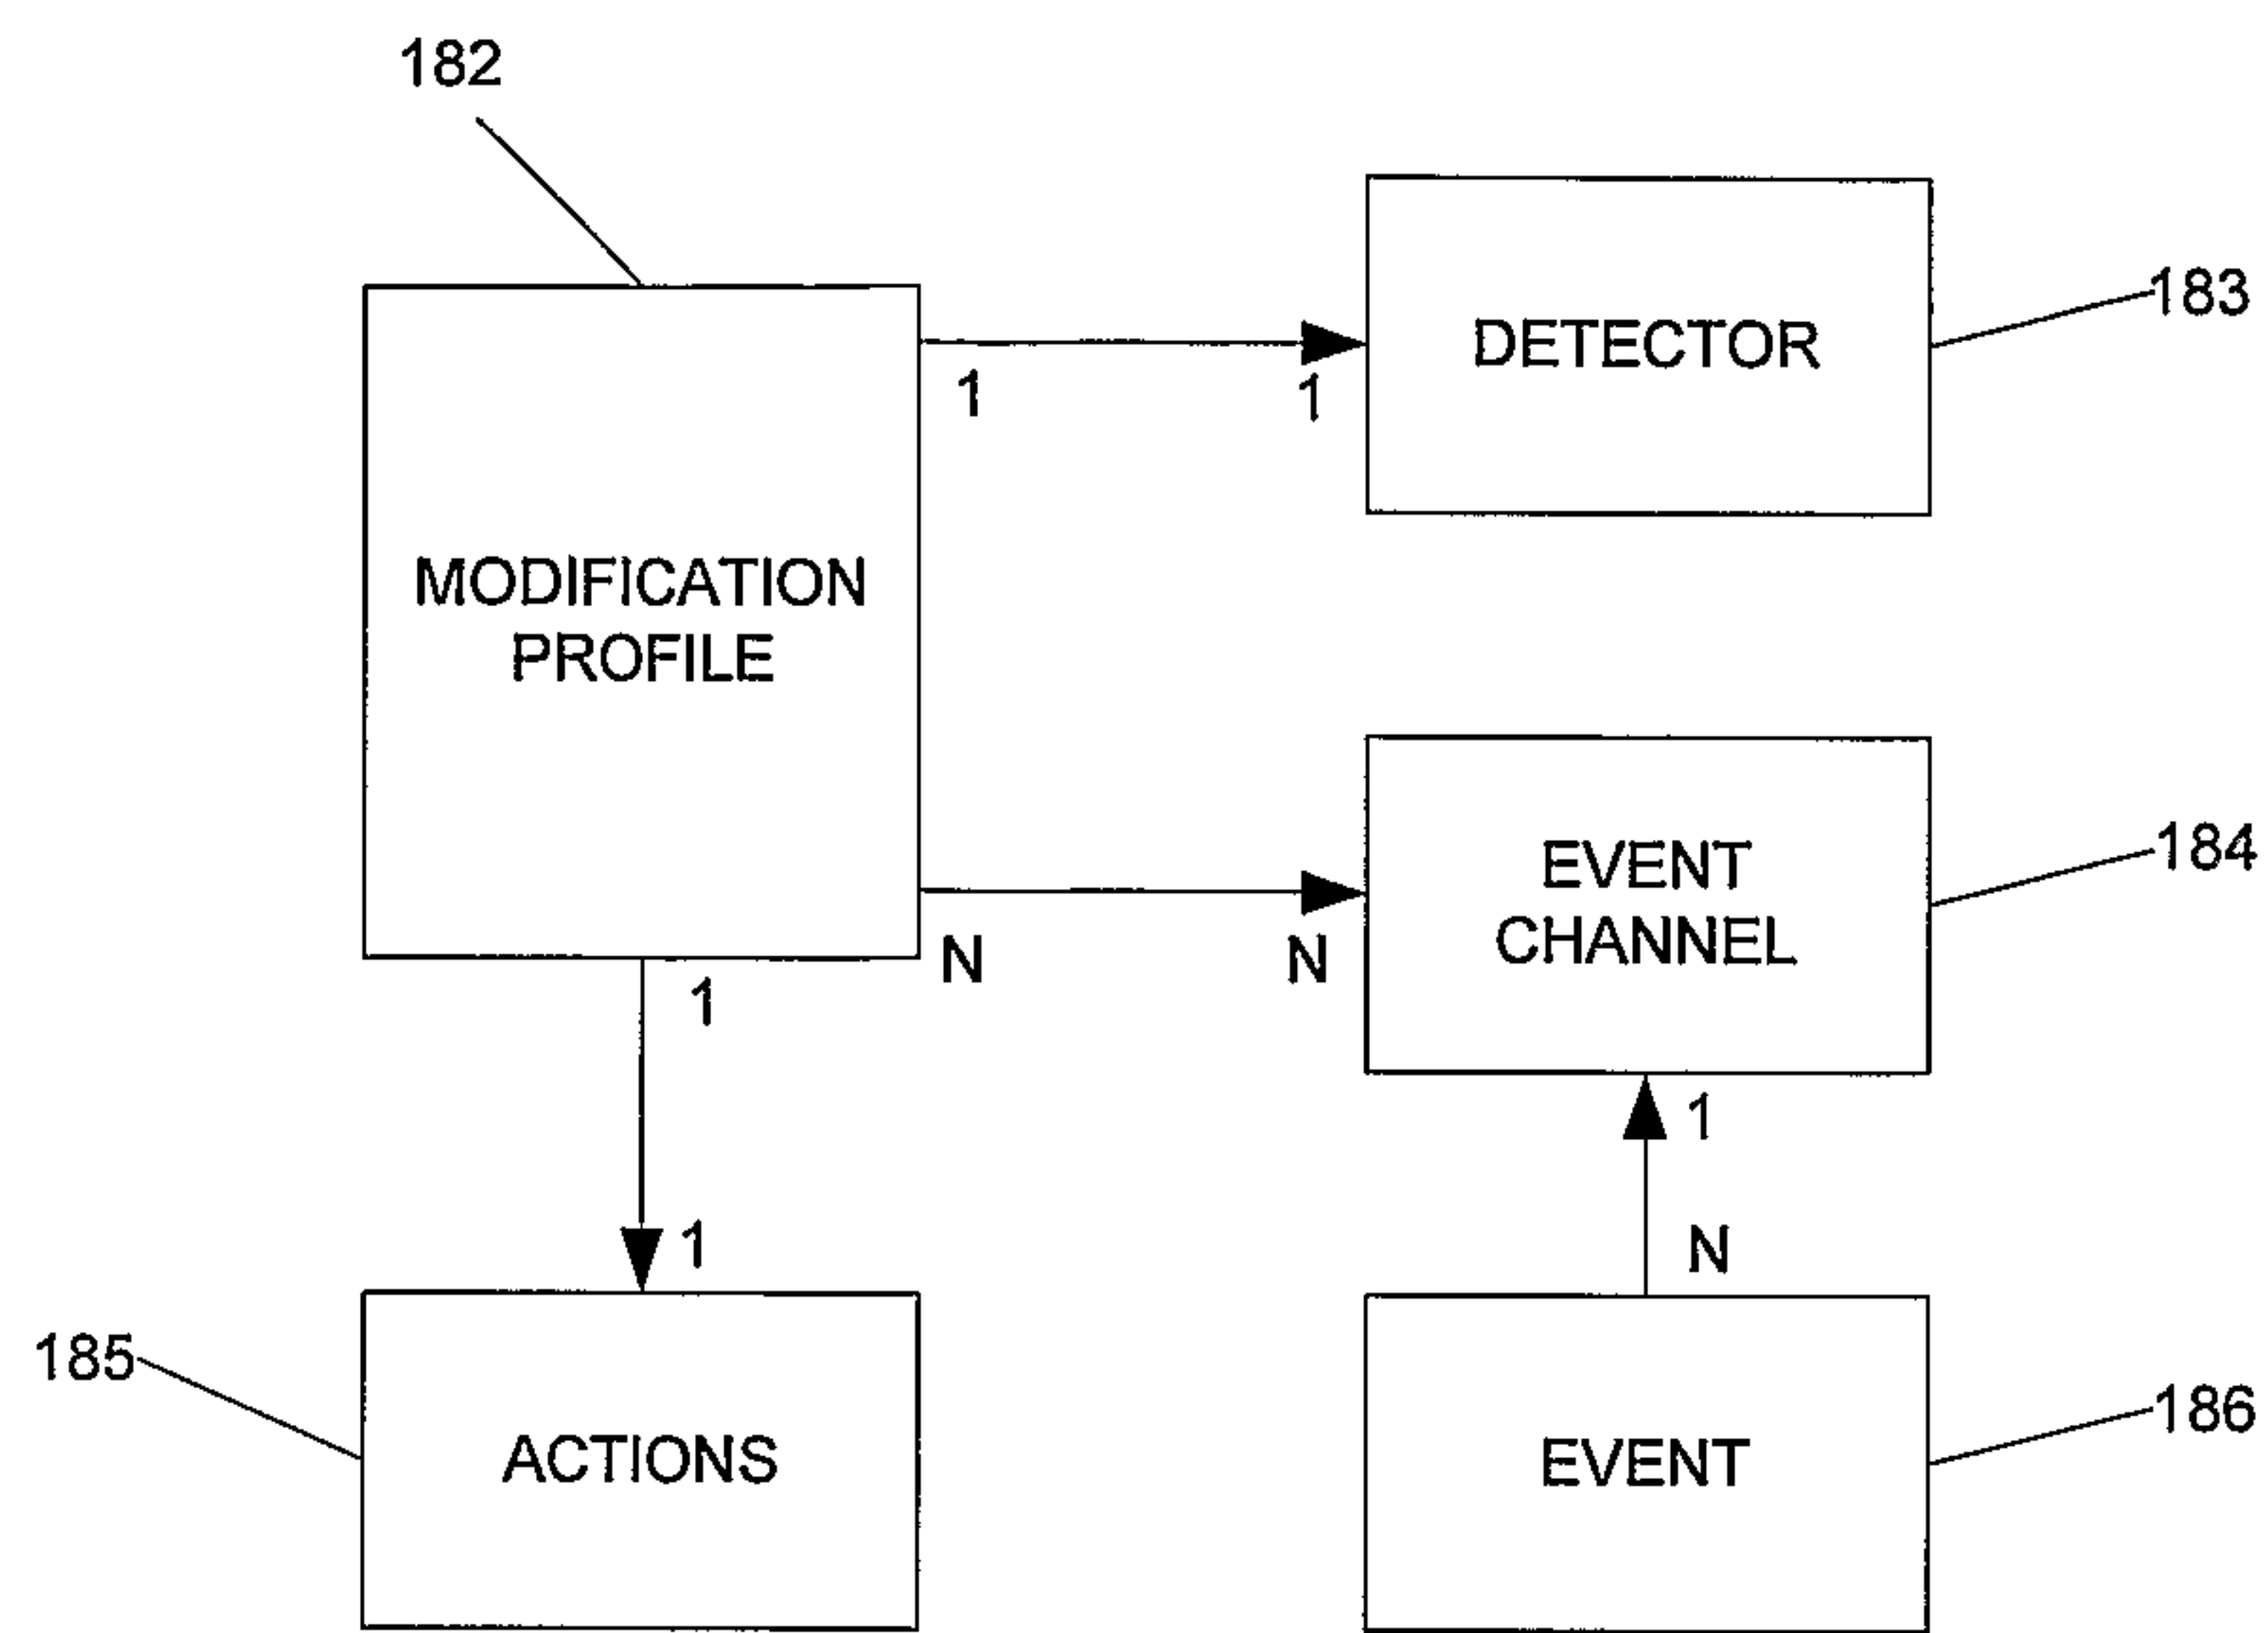 182
183
1
1
DETECTOR
MODIFICATION
PROFILE
184
N
N
EVENT
CHANNEL
1
1
1
N
185
ACTIONS
186
EVENT